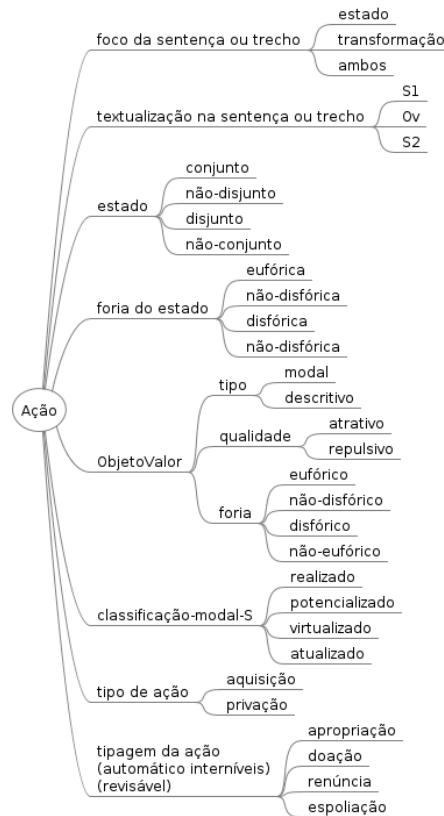 Ação
foco da sentença ou trecho
estado
transformação
ambos
textualização na sentença ou trecho
S1
Ov
S2
estado
conjunto
não-disjunto
disjunto
não-conjunto
foria do estado
eufórica
não-disfórica
disfórica
não-disfórica
ObjetoValor
tipo
modal
descritivo
qualidade
atrativo
repulsivo
foria
eufórico
não-disfórico
disfórico
não-eufórico
classificação-modal-S
realizado
potencializado
virtualizado
atualizado
tipo de ação
aquisição
privação
tipagem da ação
(automático interníveis)
(revisável)
apropriação
doação
renúncia
espoliação